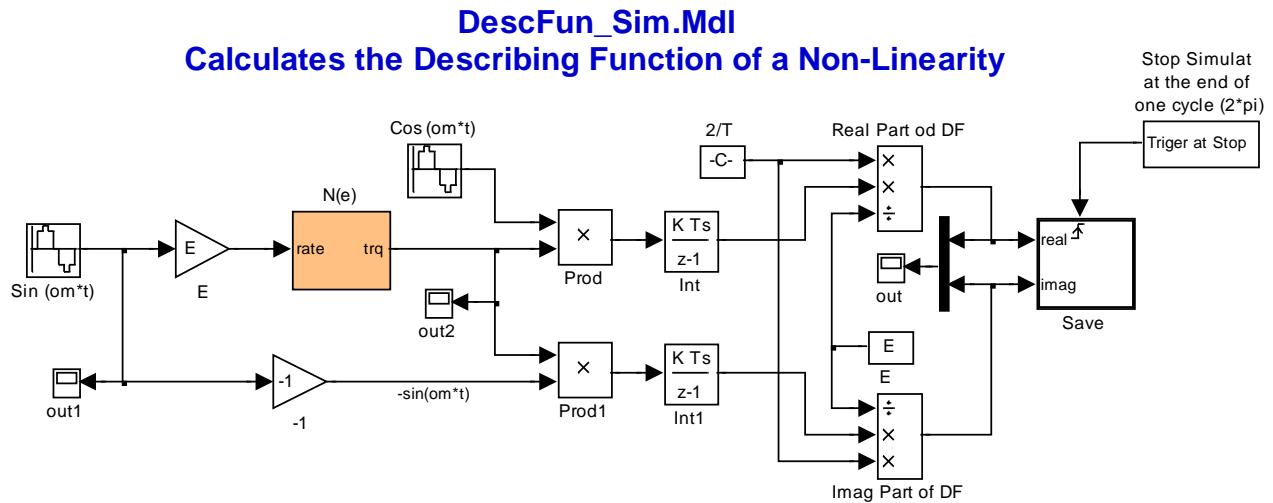 DescFun_Sim.Mdl
Calculates the Describing Function of a Non-Linearity
Stop Simulat
at the end of
one cycle (2*pi)
Triger at Stop
Cos (om*t)
2/T
-C-
Real Part od DF
×
×
÷
N(e)
rate
trq
Sin (om*t)
E
E
×
Prod
K Ts
z-1
Int
out2
out
real
imag
Save
E
E
out1
-1
-1
-sin(om*t)
×
Prod1
K Ts
z-1
Int1
÷
×
×
Imag Part of DF